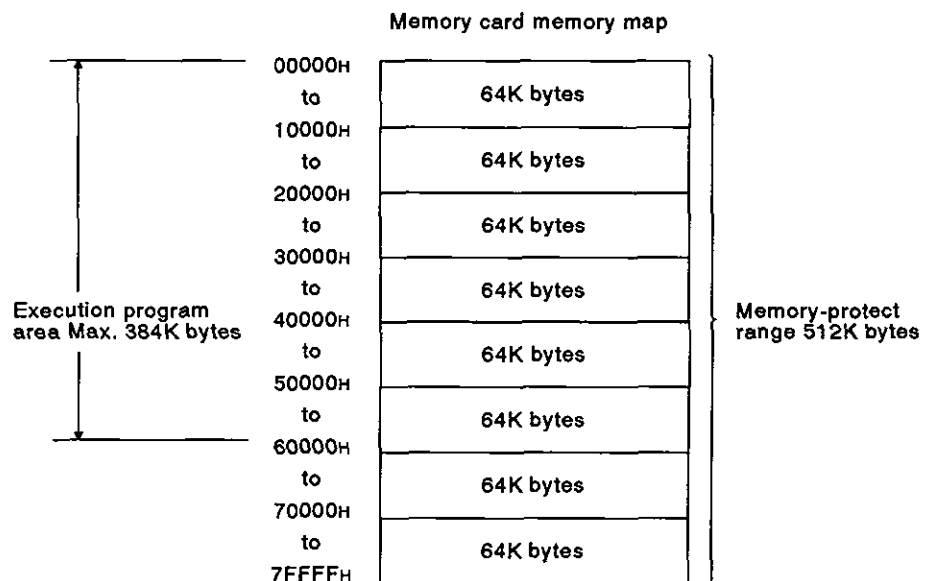 Memory card memory map
00000H
to
64K bytes
10000H
to
64K bytes
20000H
to
64K bytes
30000H
to
64K bytes
Execution program
area Max. 384K bytes
40000H
Memory-protect
range 512K bytes
to
64K bytes
50000H
to
64K bytes
60000H
to
64K bytes
70000H
to
64K bytes
7FFFFH